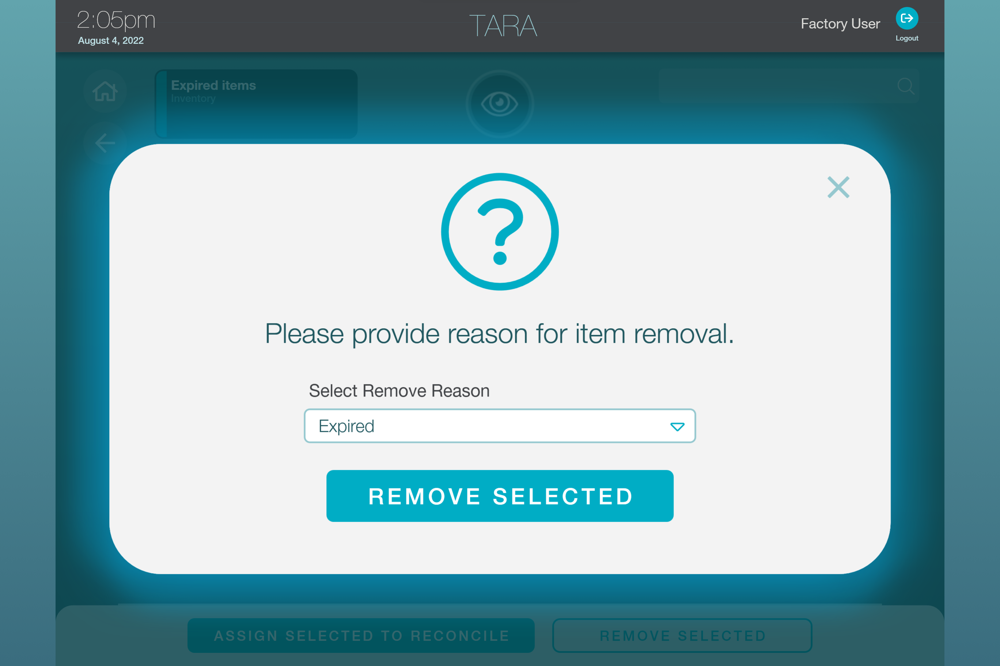 2:05pm
August 4, 2022
TARA
Factory User
Logout
Expired items
Inventory
?
Please provide reason for item removal.
Select Remove Reason
Expired
REMOVE SELECTED
ASSIGN SELECTED TO RECONCILE
REMOVE SELECTED